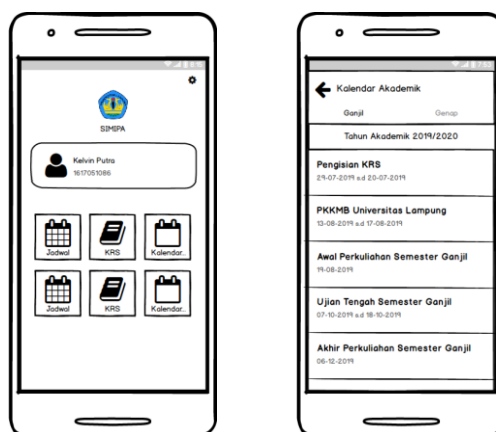 SIMIPA
Kelvin Putra
1617051086
Jadwal
KRS
Kalendar..
Jadwal
KRS
Kalendar..
Kalendar Akademik
Ganjil
Genap
Tahun Akademik 2019/2020
Pengisian KRS
29-07-2019 s.d 20-07-2019
PKKMB Universitas Lampung
13-08-2019 s.d 17-08-2019
Awal Perkuliahan Semester Ganjil
19-08-2019
Ujian Tengah Semester Ganjil
07-10-2019 s.d 18-10-2019
Akhir Perkuliahan Semester Ganjil
06-12-2019